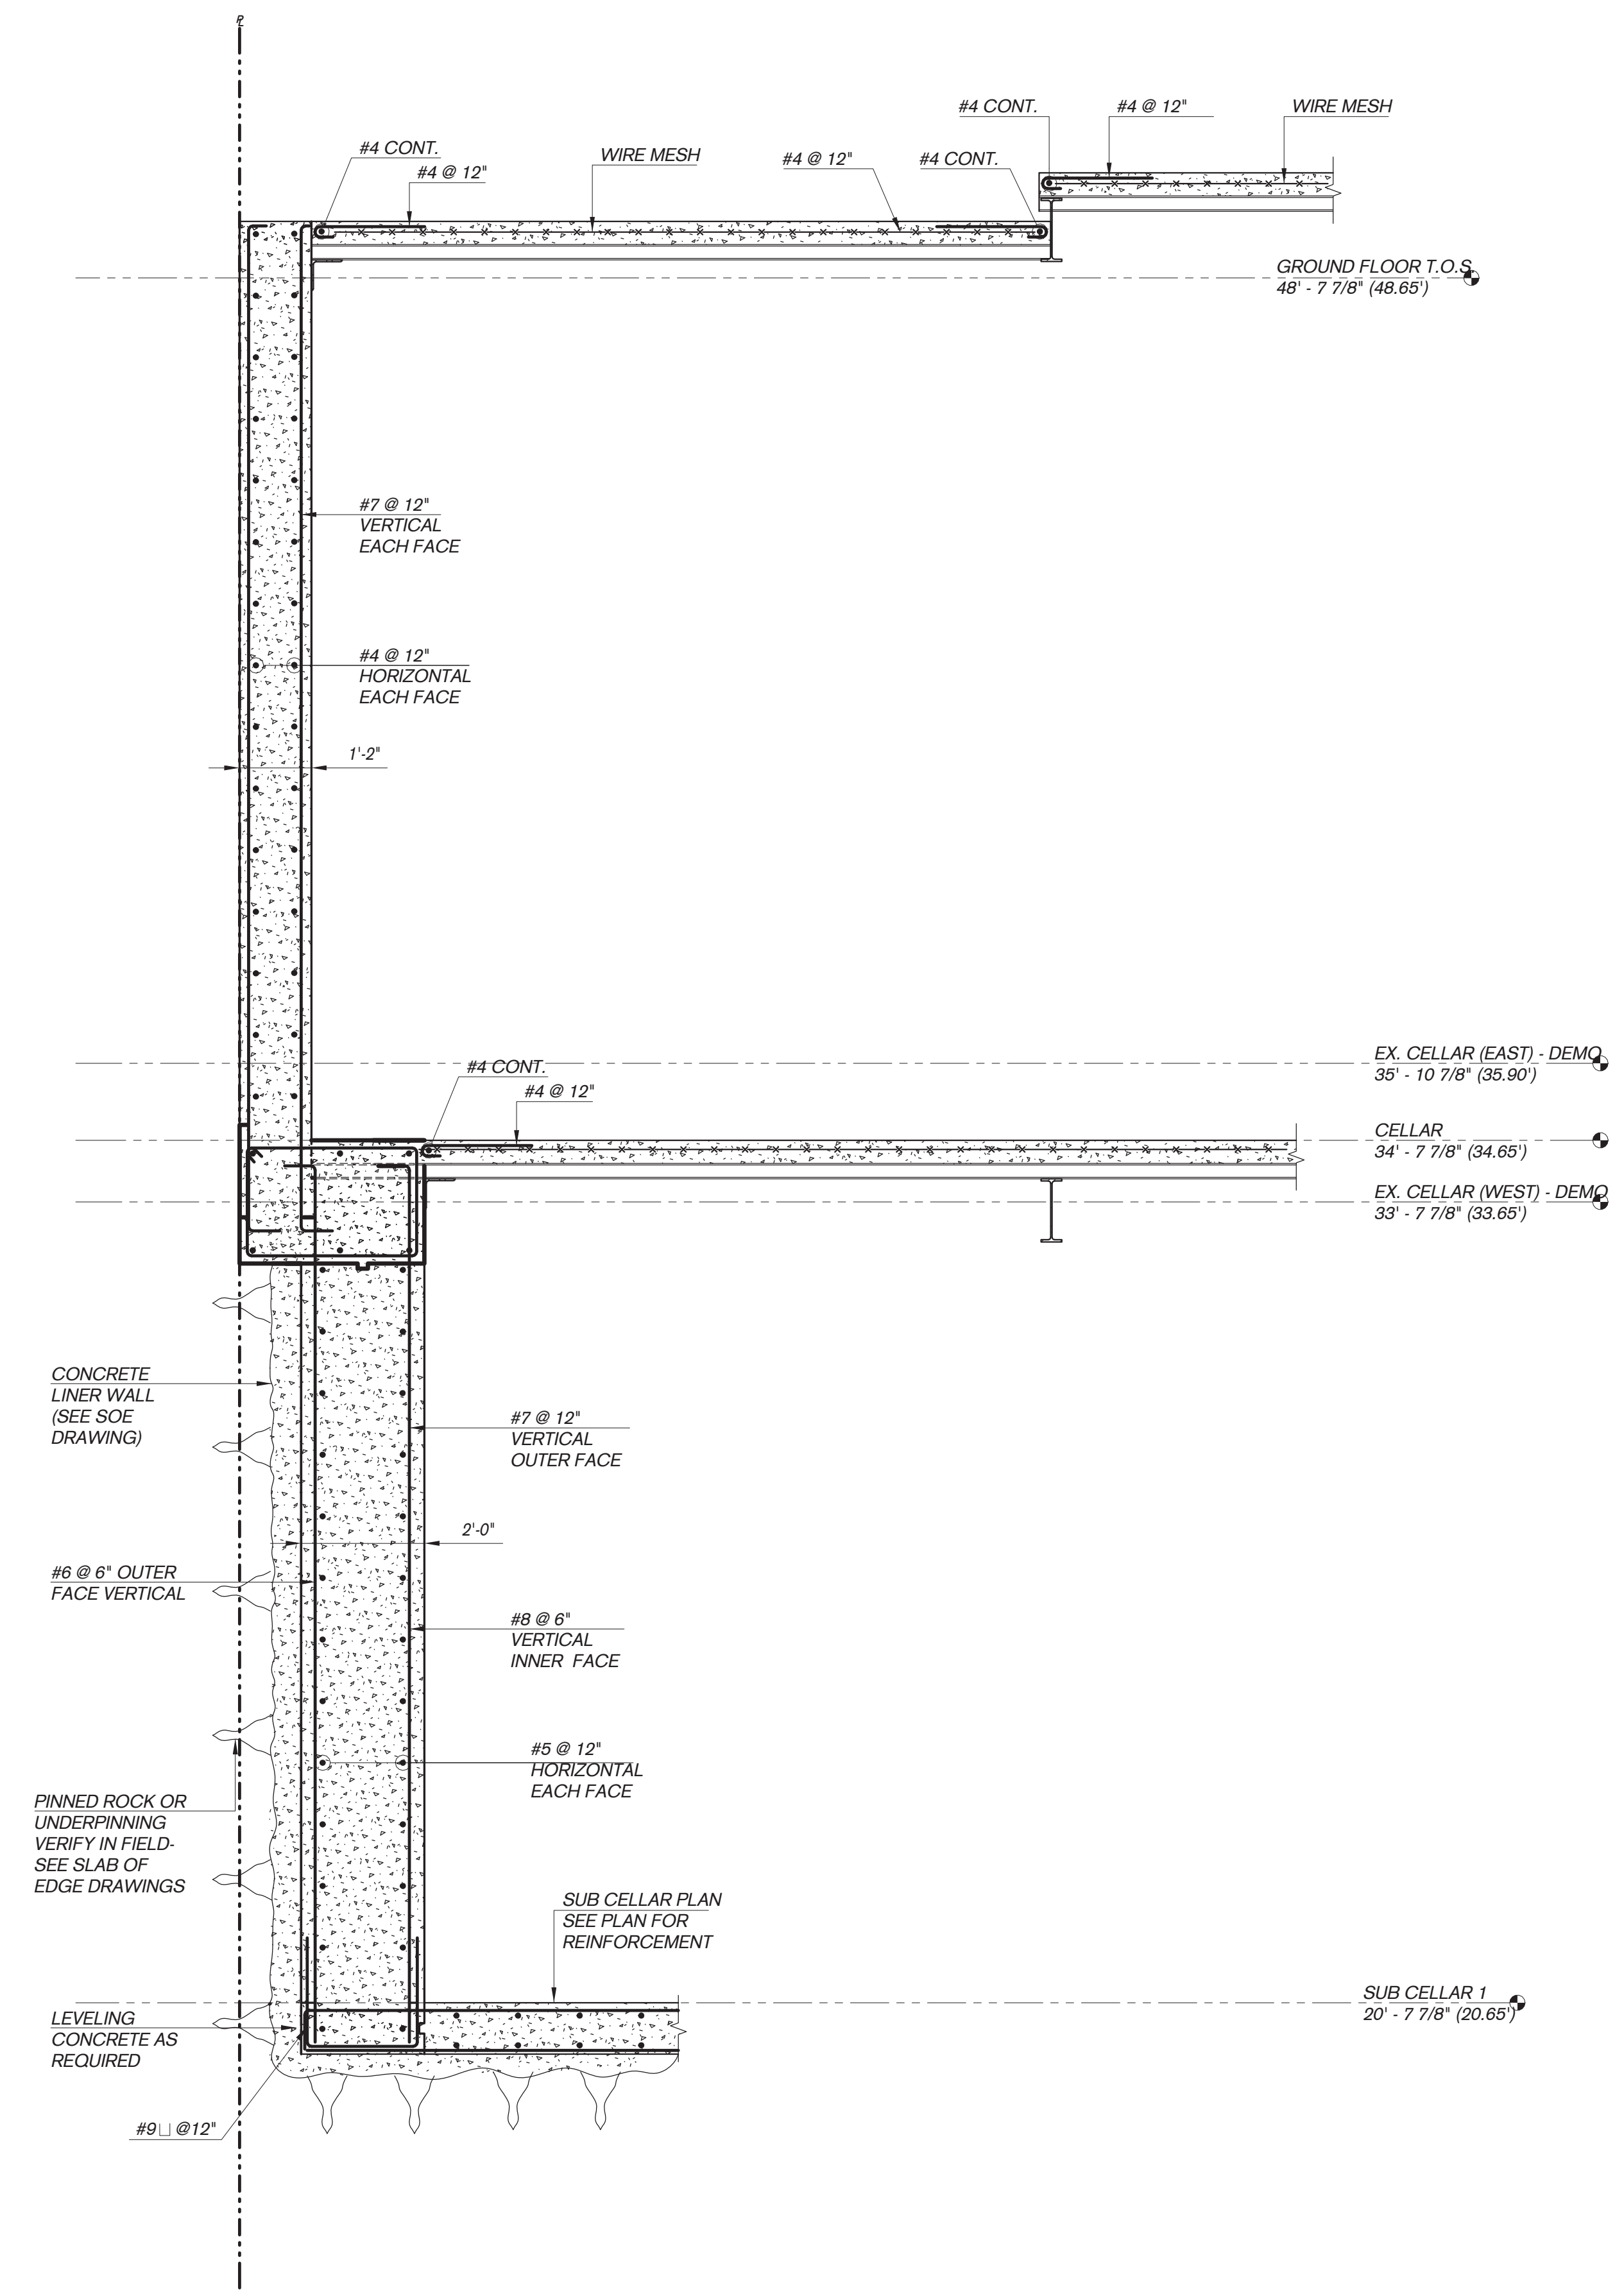 PL
#4 CONT.
#4 @ 12"
WIRE MESH
#4 CONT.
#4 @ 12"
WIRE MESH
#4 @ 12"
#4 CONT.
GROUND FLOOR T.O.S.
48' - 7 7/8" (48.65')
#7 @ 12"
VERTICAL
EACH FACE
#4 @ 12"
HORIZONTAL
EACH FACE
1'-2"
EX. CELLAR (EAST) - DEMO
35' - 10 7/8" (35.90')
#4 CONT.
#4 @ 12"
CELLAR
34' - 7 7/8" (34.65')
EX. CELLAR (WEST) - DEMO
33' - 7 7/8" (33.65')
CONCRETE
LINER WALL
(SEE SOE
DRAWING)
#7 @ 12"
VERTICAL
OUTER FACE
2'-0"
#6 @ 6" OUTER
FACE VERTICAL
#8 @ 6"
VERTICAL
INNER FACE
#5 @ 12"
HORIZONTAL
EACH FACE
PINNED ROCK OR
UNDERPINNING
VERIFY IN FIELD-
SEE SLAB OF
EDGE DRAWINGS
SUB CELLAR PLAN
SEE PLAN FOR
REINFORCEMENT
SUB CELLAR 1
20' - 7 7/8" (20.65')
LEVELING
CONCRETE AS
REQUIRED
#9 ⊔ @12"